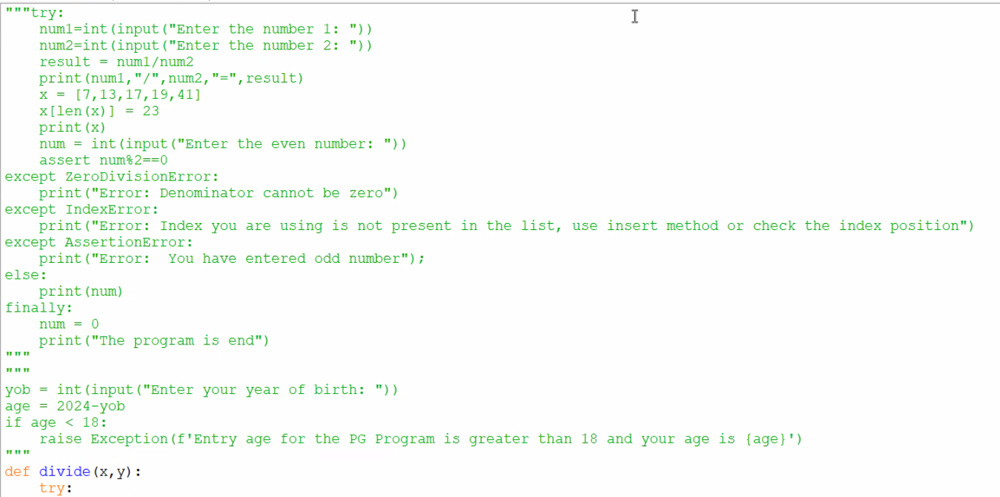 """try:
    num1=int(input("Enter the number 1: "))
    num2=int(input("Enter the number 2: "))
    result = num1/num2
    print(num1,"/",num2,"=",result)
    x = [7,13,17,19,41]
    x[len(x)] = 23
    print(x)
    num = int(input("Enter the even number: "))
    assert num%2==0
except ZeroDivisionError:
    print("Error: Denominator cannot be zero")
except IndexError:
    print("Error: Index you are using is not present in the list, use insert method or check the index position")
except AssertionError:
    print("Error:  You have entered odd number");
else:
    print(num)
finally:
    num = 0
    print("The program is end")
"""
"""
yob = int(input("Enter your year of birth: "))
age = 2024-yob
if age < 18:
    raise Exception(f'Entry age for the PG Program is greater than 18 and your age is {age}')
"""
def divide(x,y):
    try: